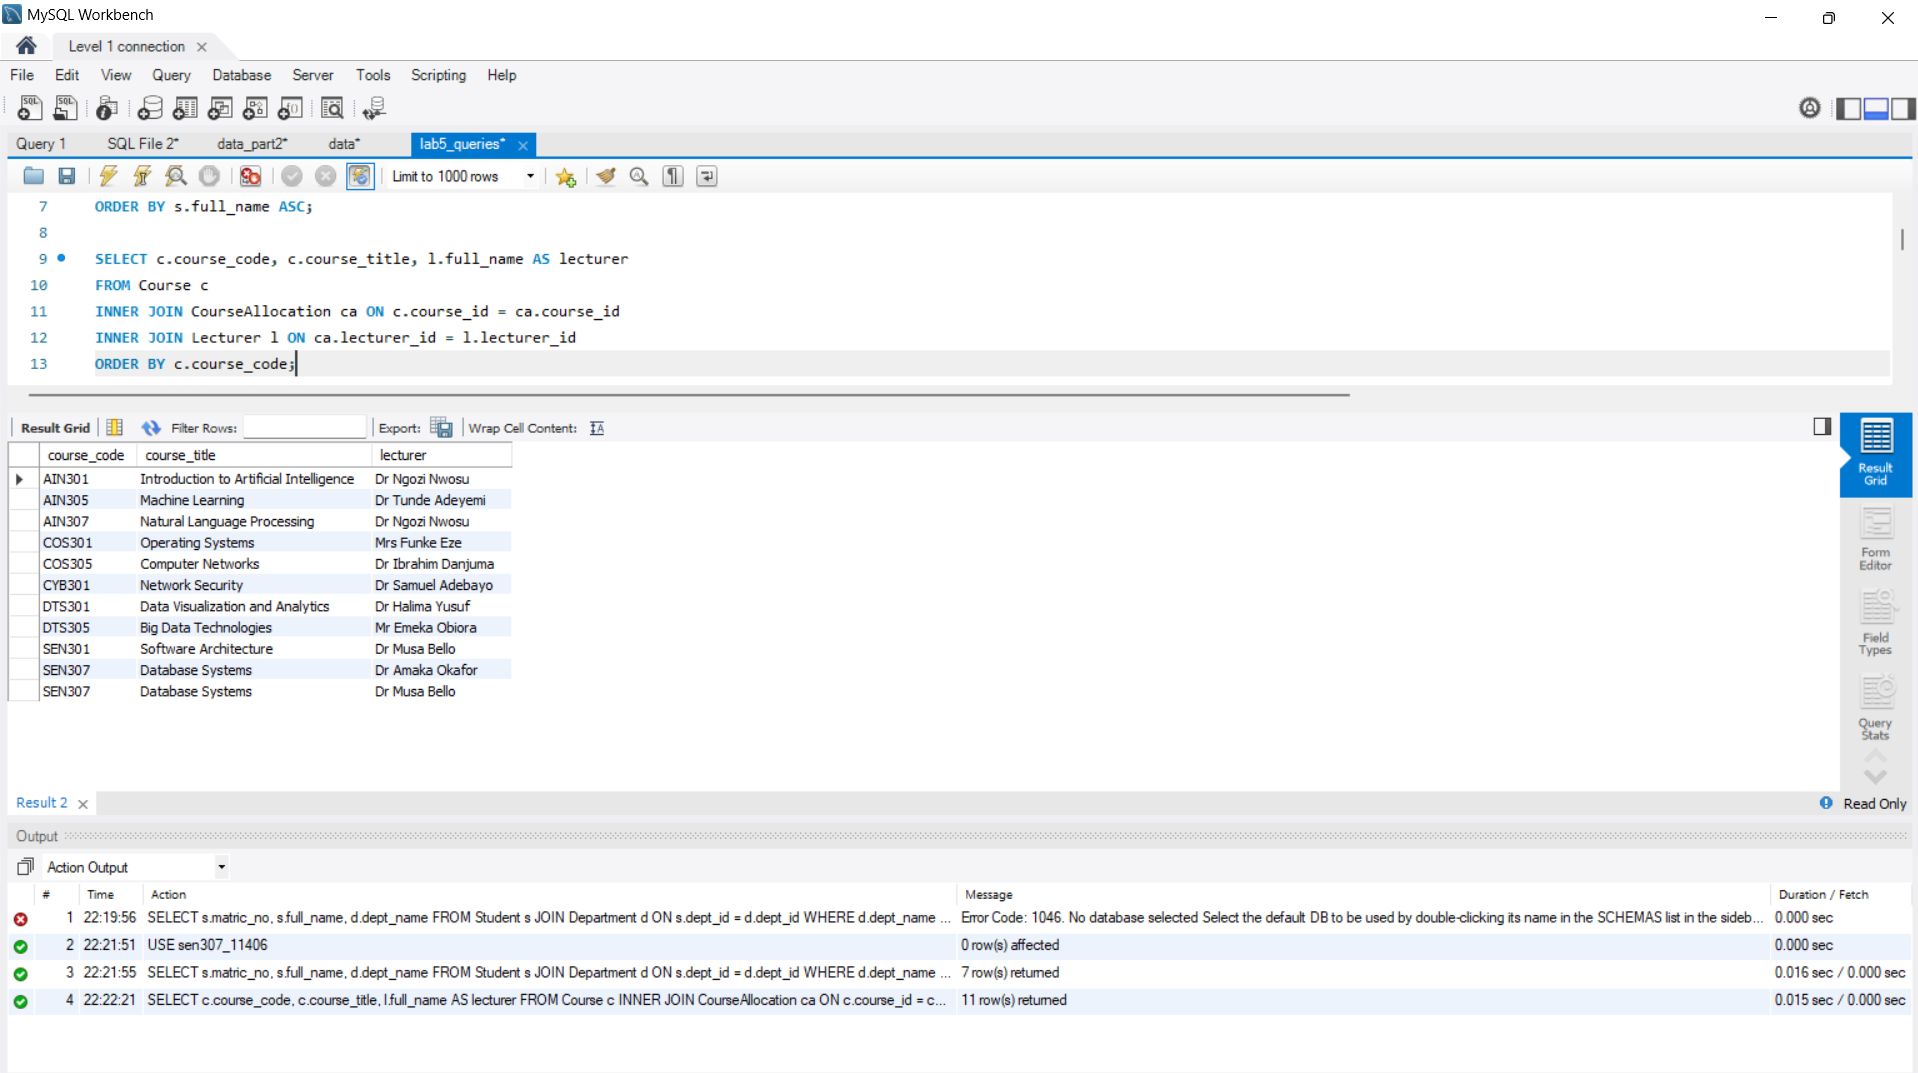 MySQL Workbench
Level 1 connection
File Edit View Query Database Server Tools Scripting Help
Query 1 SQL File 2* data_part2* data* lab5_queries*
Limit to 1000 rows
7 ORDER BY s.full_name ASC;
8
9 SELECT c.course_code, c.course_title, l.full_name AS lecturer
10 FROM Course c
11 INNER JOIN CourseAllocation ca ON c.course_id = ca.course_id
12 INNER JOIN Lecturer l ON ca.lecturer_id = l.lecturer_id
13 ORDER BY c.course_code;
Result Grid Filter Rows: Export: Wrap Cell Content:
course_code course_title lecturer
AIN301 Introduction to Artificial Intelligence Dr Ngozi Nwosu
AIN305 Machine Learning Dr Tunde Adeyemi
AIN307 Natural Language Processing Dr Ngozi Nwosu
COS301 Operating Systems Mrs Funke Eze
COS305 Computer Networks Dr Ibrahim Danjuma
CYB301 Network Security Dr Samuel Adebayo
DTS301 Data Visualization and Analytics Dr Halima Yusuf
DTS305 Big Data Technologies Mr Emeka Obiora
SEN301 Software Architecture Dr Musa Bello
SEN307 Database Systems Dr Amaka Okafor
SEN307 Database Systems Dr Musa Bello
Result
Grid
Form
Editor
Field
Types
Query
Stats
Result 2 Read Only
Output
Action Output
# Time Action Message Duration / Fetch
1 22:19:56 SELECT s.matric_no, s.full_name, d.dept_name FROM Student s JOIN Department d ON s.dept_id = d.dept_id WHERE d.dept_name ... Error Code: 1046. No database selected Select the default DB to be used by double-clicking its name in the SCHEMAS list in the sideb... 0.000 sec
2 22:21:51 USE sen307_11406 0 row(s) affected 0.000 sec
3 22:21:55 SELECT s.matric_no, s.full_name, d.dept_name FROM Student s JOIN Department d ON s.dept_id = d.dept_id WHERE d.dept_name ... 7 row(s) returned 0.016 sec / 0.000 sec
4 22:22:21 SELECT c.course_code, c.course_title, l.full_name AS lecturer FROM Course c INNER JOIN CourseAllocation ca ON c.course_id = c... 11 row(s) returned 0.015 sec / 0.000 sec